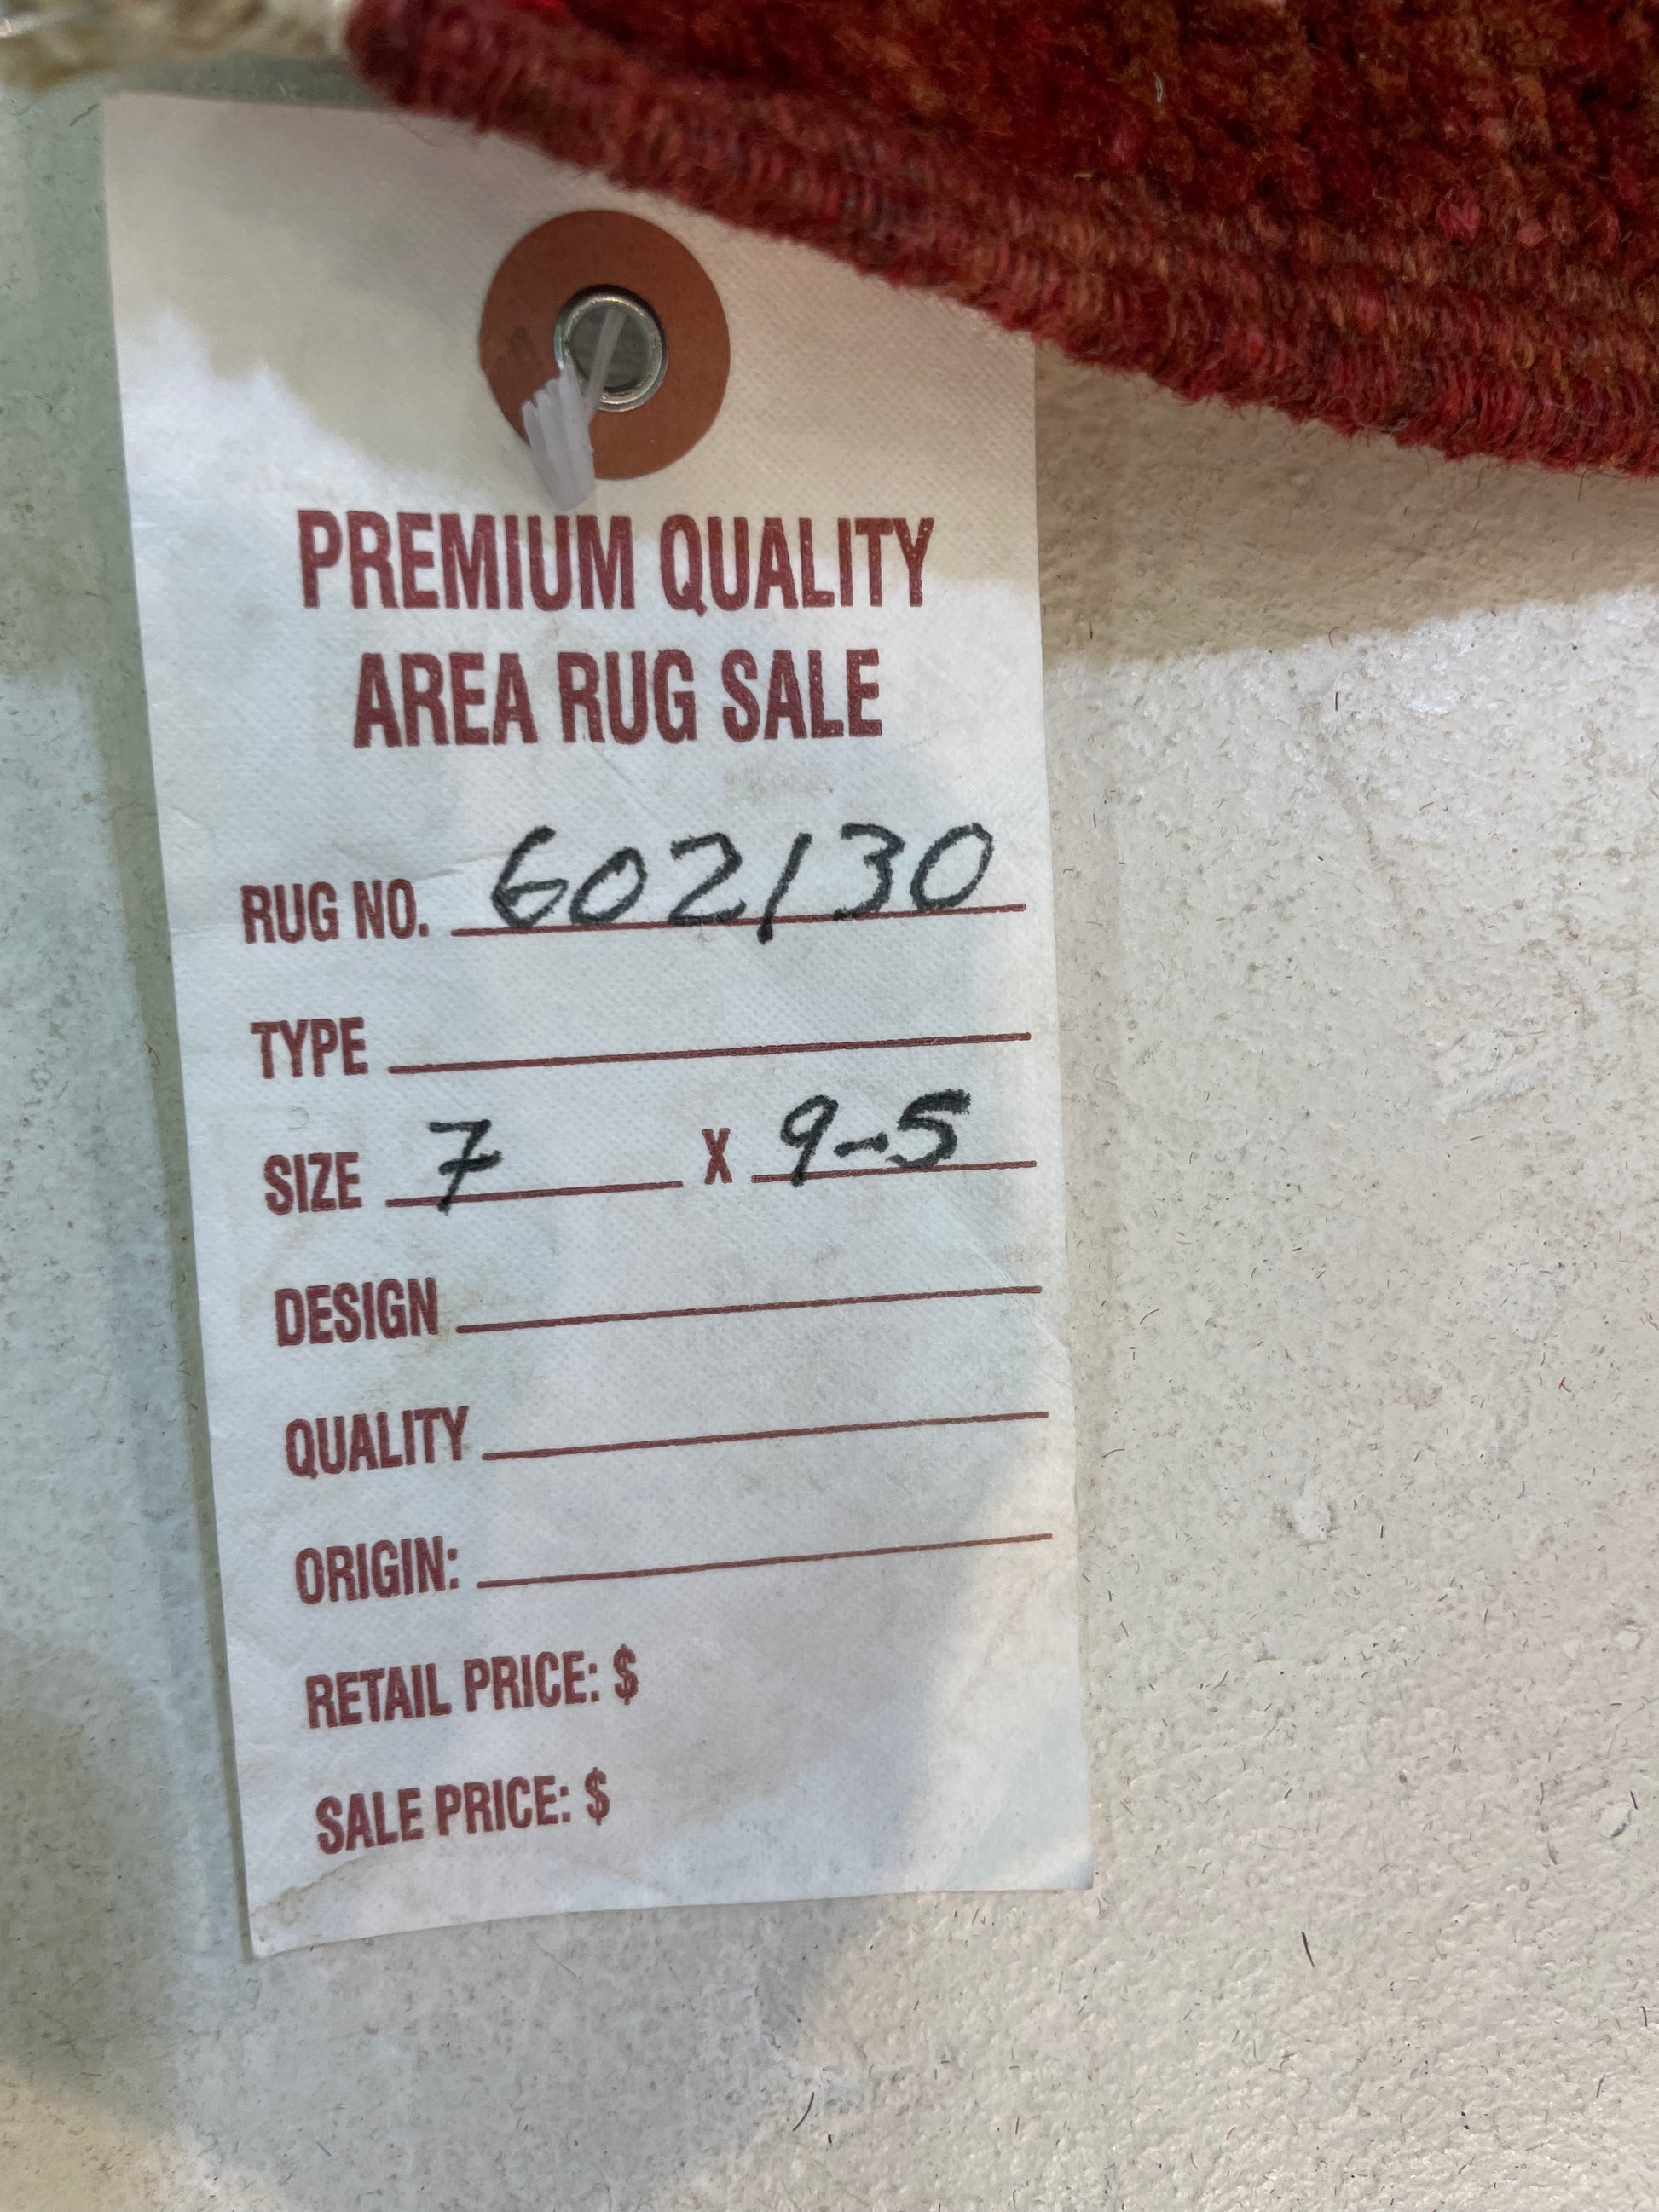 PREMIUM QUALITY
AREA RUG SALE
RUG NO. 602130
TYPE
SIZE 7 X 9-5
DESIGN
QUALITY
ORIGIN:
RETAIL PRICE: $
SALE PRICE: $